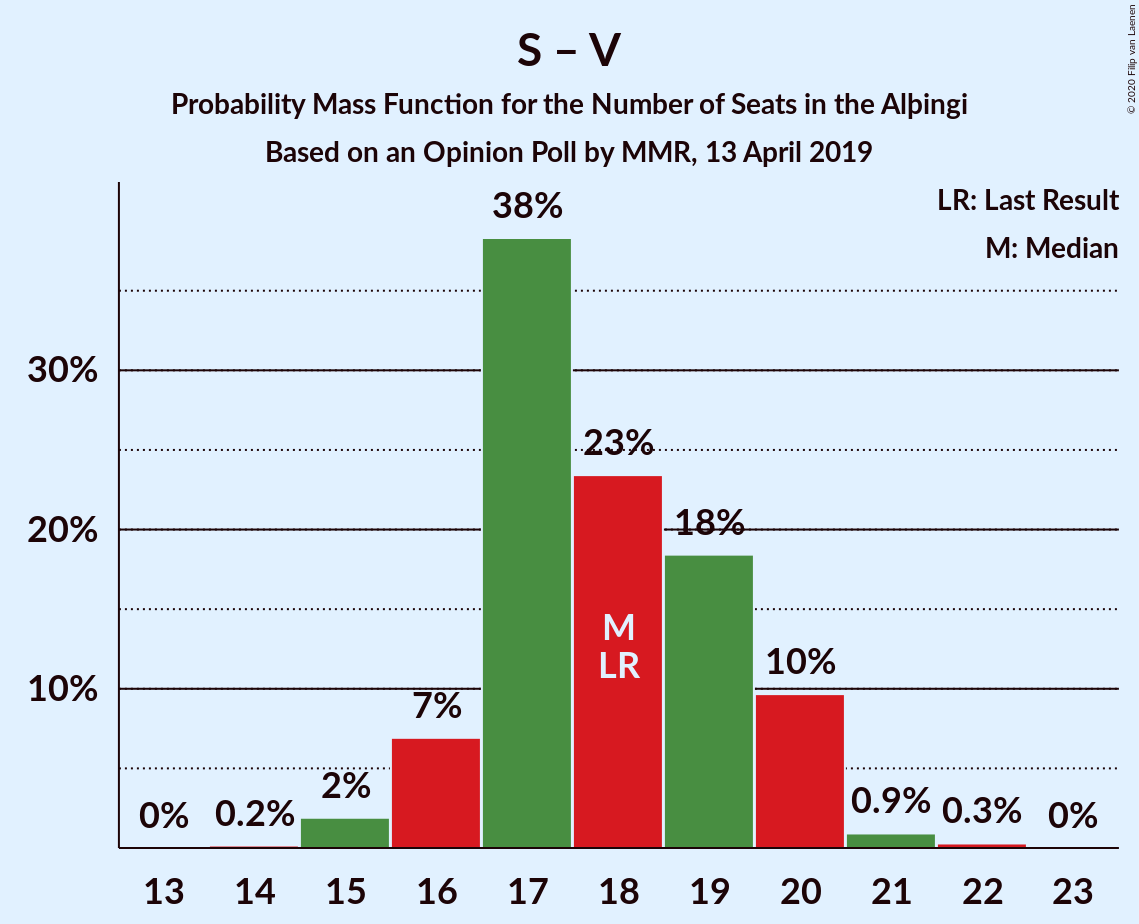 S – V
Probability Mass Function for the Number of Seats in the Alþingi
Based on an Opinion Poll by MMR, 13 April 2019
© 2020 Filip van Laenen
LR: Last Result
M: Median
30%
20%
10%
0%
0.2%
2%
7%
38%
23%
18%
10%
0.9%
0.3%
0%
M
LR
13 14 15 16 17 18 19 20 21 22 23